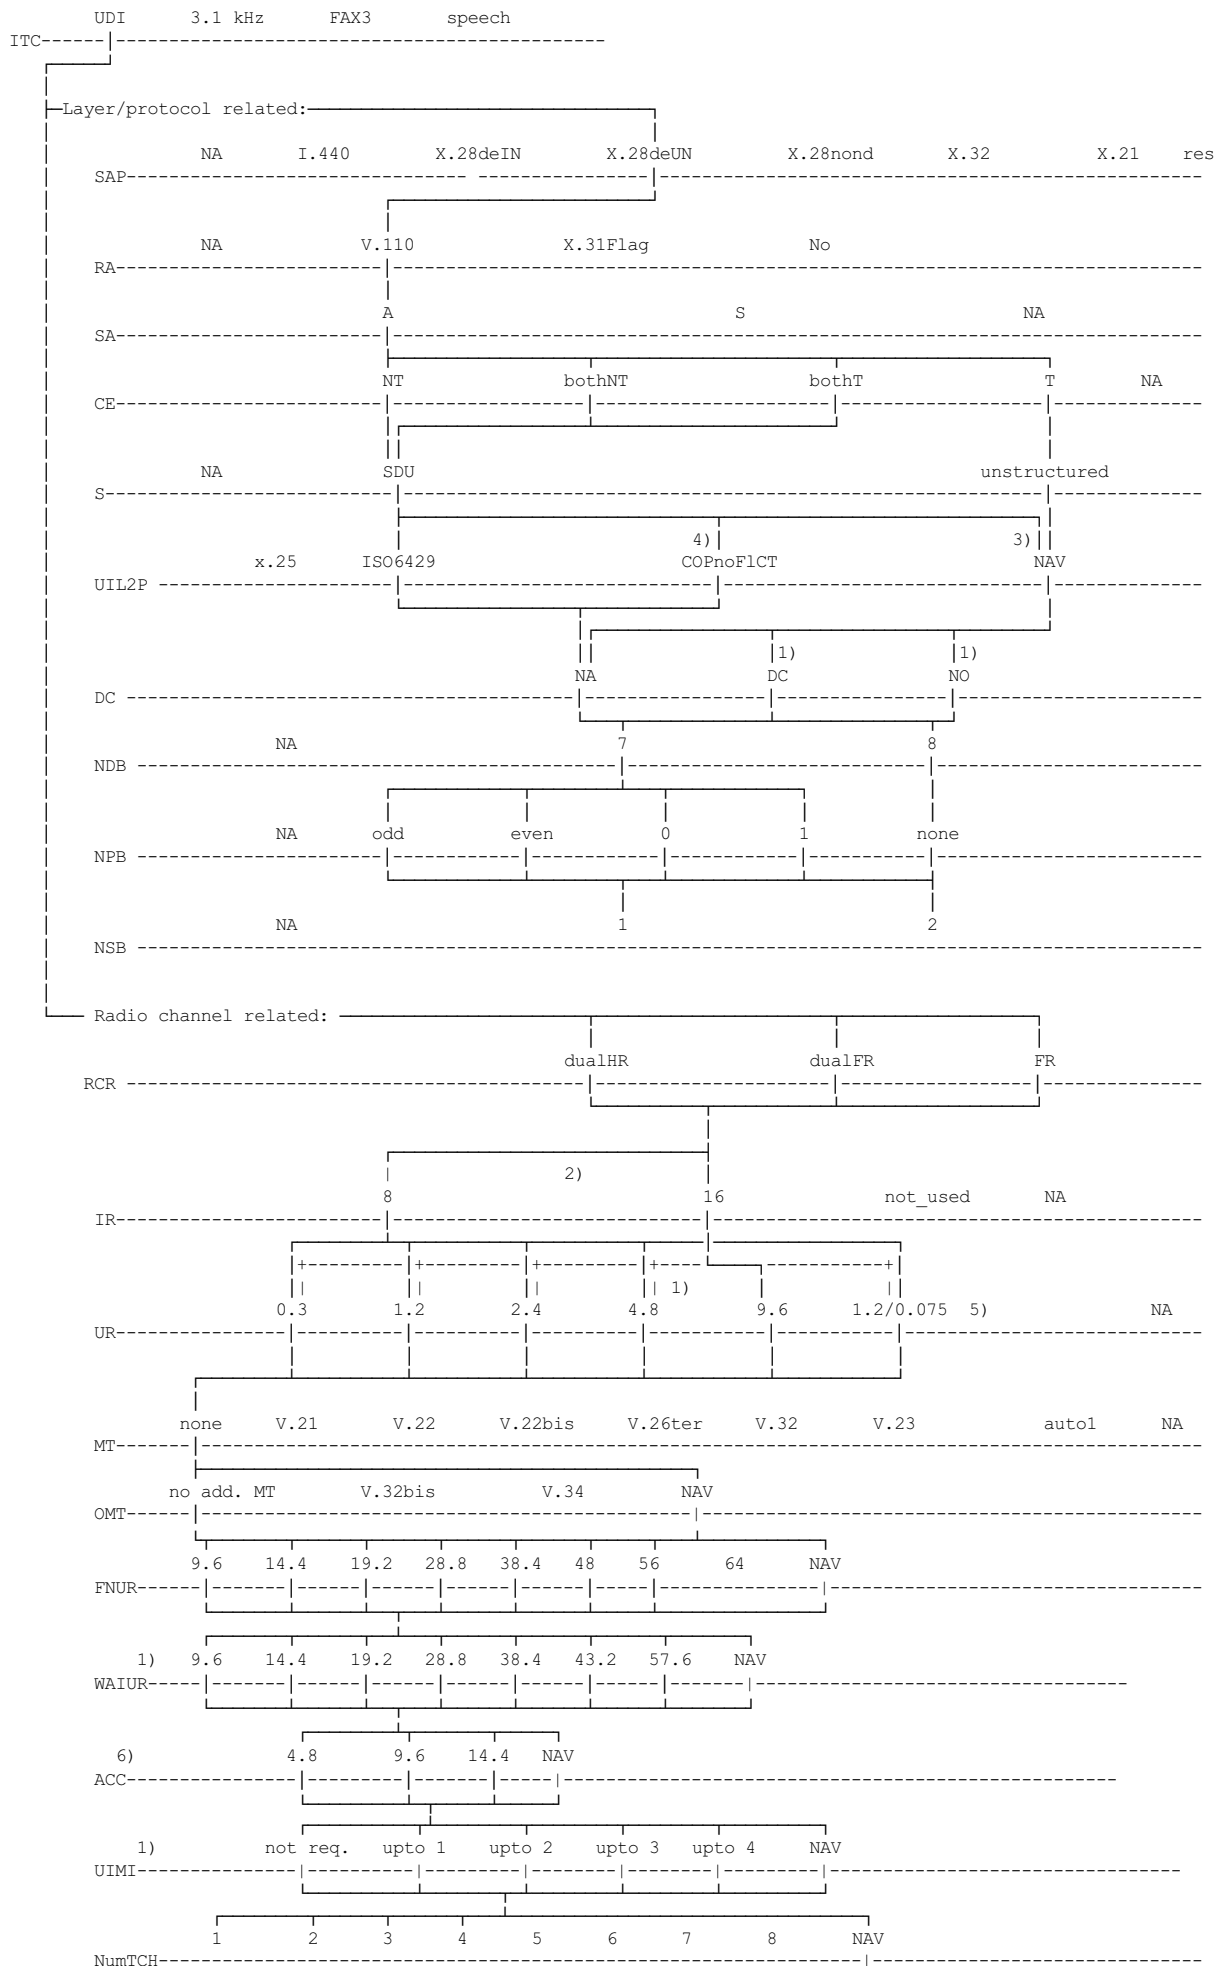 UDI 3.1 kHz FAX3 speech
ITC
Layer/protocol related:
NA I.440 X.28deIN X.28deUN X.28nond X.32 X.21 res
SAP
NA V.110 X.31Flag No
RA
A S NA
SA
NT bothNT bothT T NA
CE
NA SDU unstructured
S
4) 3)
x.25 ISO6429 COPnoFlCT NAV
UIL2P
1) 1)
NA DC NO
DC
NA 7 8
NDB
NA odd even 0 1 none
NPB
NA 1 2
NSB
Radio channel related:
dualHR dualFR FR
RCR
2)
8 16 not_used NA
IR
1)
0.3 1.2 2.4 4.8 9.6 1.2/0.075 5) NA
UR
none V.21 V.22 V.22bis V.26ter V.32 V.23 auto1 NA
MT
no add. MT V.32bis V.34 NAV
OMT
9.6 14.4 19.2 28.8 38.4 48 56 64 NAV
FNUR
1) 9.6 14.4 19.2 28.8 38.4 43.2 57.6 NAV
WAIUR
6) 4.8 9.6 14.4 NAV
ACC
1) not req. upto 1 upto 2 upto 3 upto 4 NAV
UIMI
1 2 3 4 5 6 7 8 NAV
NumTCH